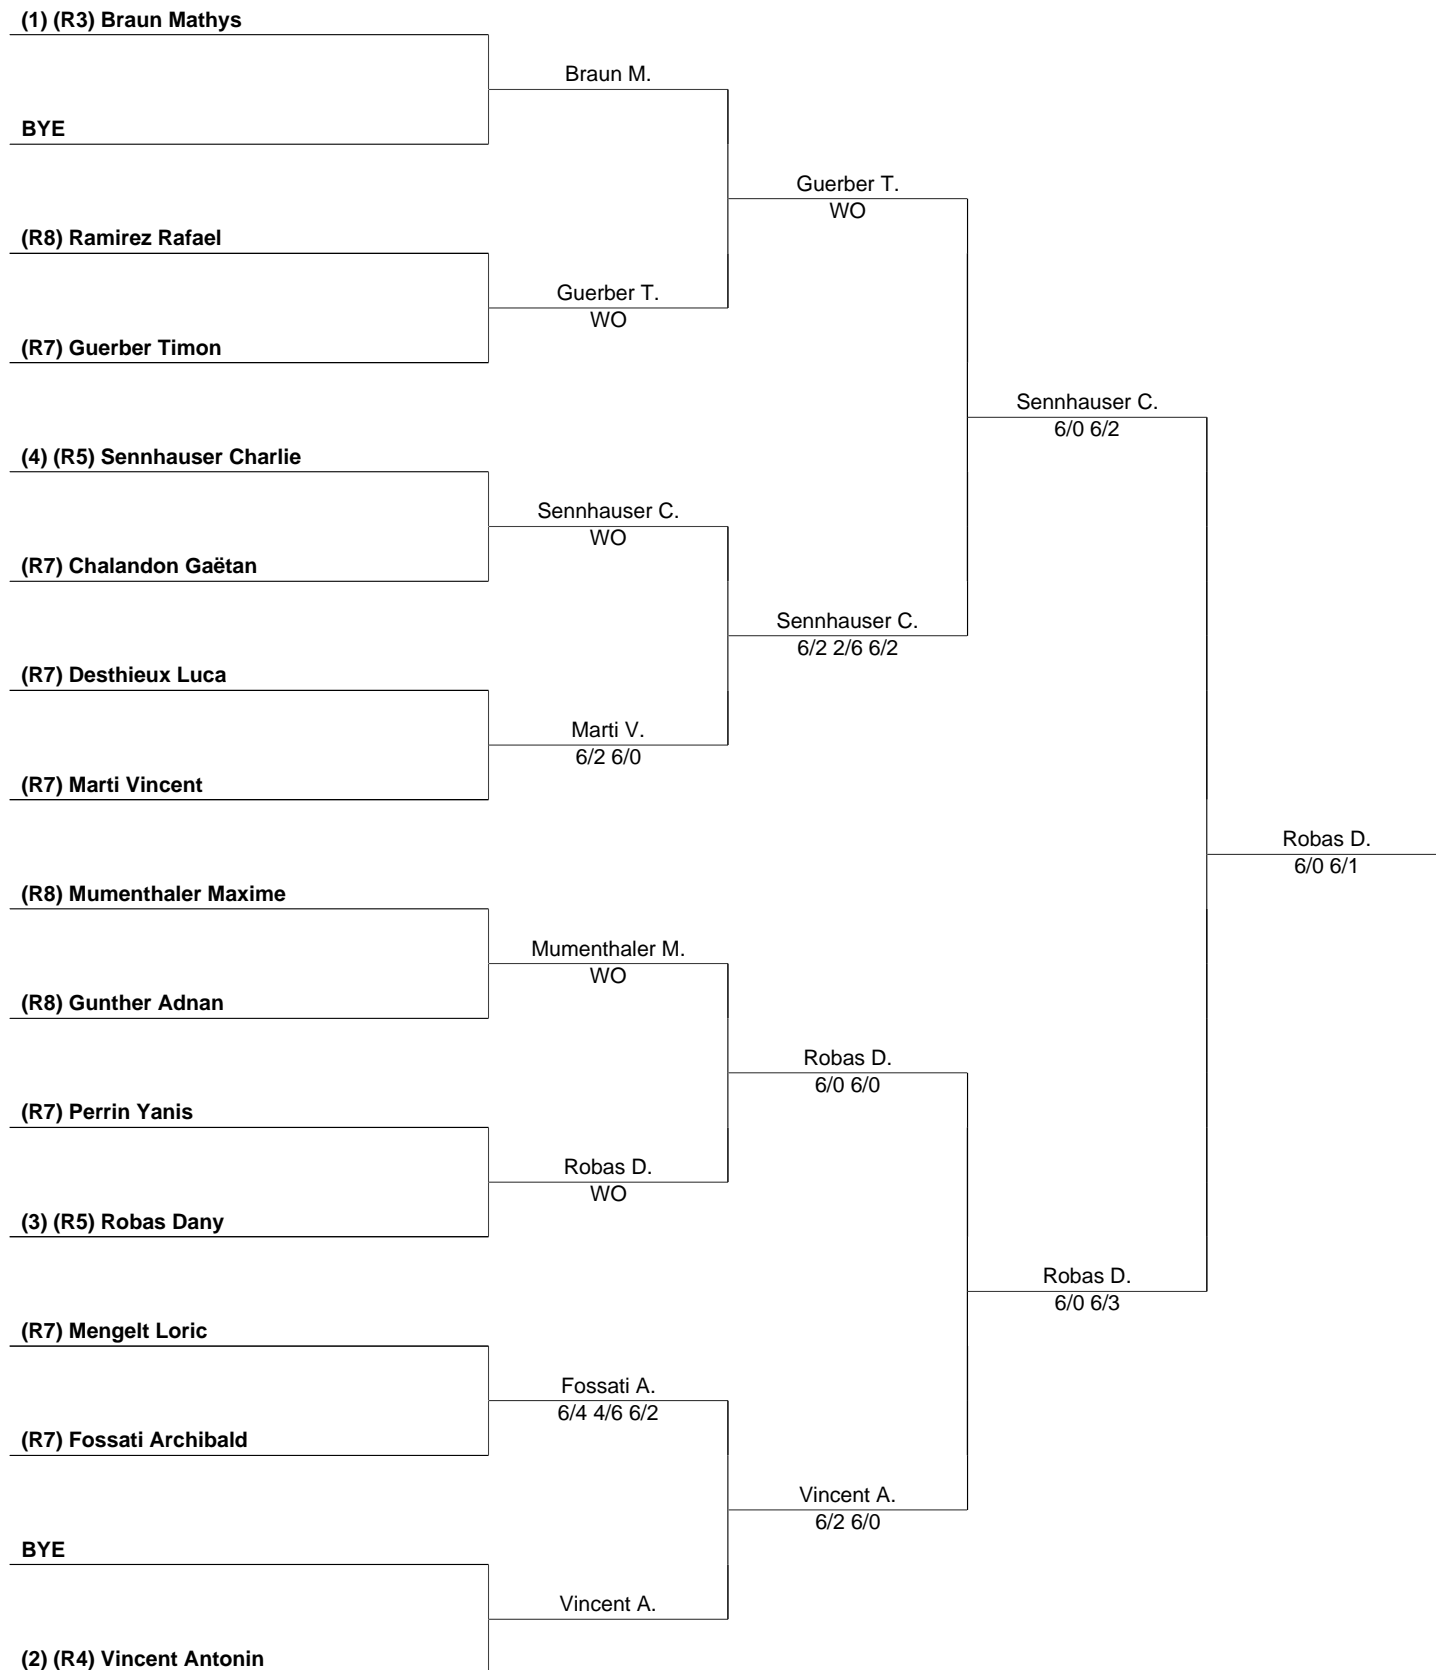 (1) (R3) Braun Mathys
Braun M.
BYE
Guerber T.
WO
(R8) Ramirez Rafael
Guerber T.
WO
(R7) Guerber Timon
Sennhauser C.
6/0 6/2
(4) (R5) Sennhauser Charlie
Sennhauser C.
WO
(R7) Chalandon Gaëtan
Sennhauser C.
6/2 2/6 6/2
(R7) Desthieux Luca
Marti V.
6/2 6/0
(R7) Marti Vincent
Robas D.
6/0 6/1
(R8) Mumenthaler Maxime
Mumenthaler M.
WO
(R8) Gunther Adnan
Robas D.
6/0 6/0
(R7) Perrin Yanis
Robas D.
WO
(3) (R5) Robas Dany
Robas D.
6/0 6/3
(R7) Mengelt Loric
Fossati A.
6/4 4/6 6/2
(R7) Fossati Archibald
Vincent A.
6/2 6/0
BYE
Vincent A.
(2) (R4) Vincent Antonin